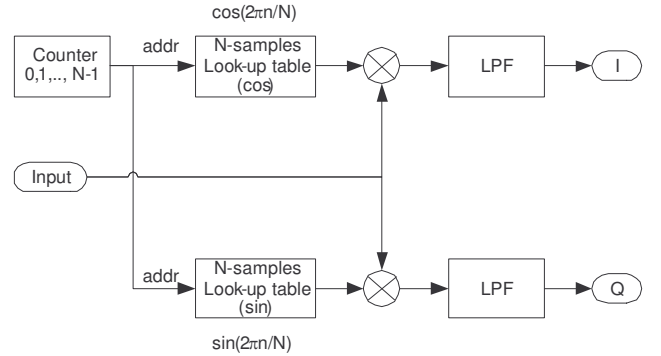 cos(2πn/N)
Counter
0,1,.., N-1
addr
N-samples
Look-up table
(cos)
LPF
I
Input
addr
N-samples
Look-up table
(sin)
LPF
Q
sin(2πn/N)